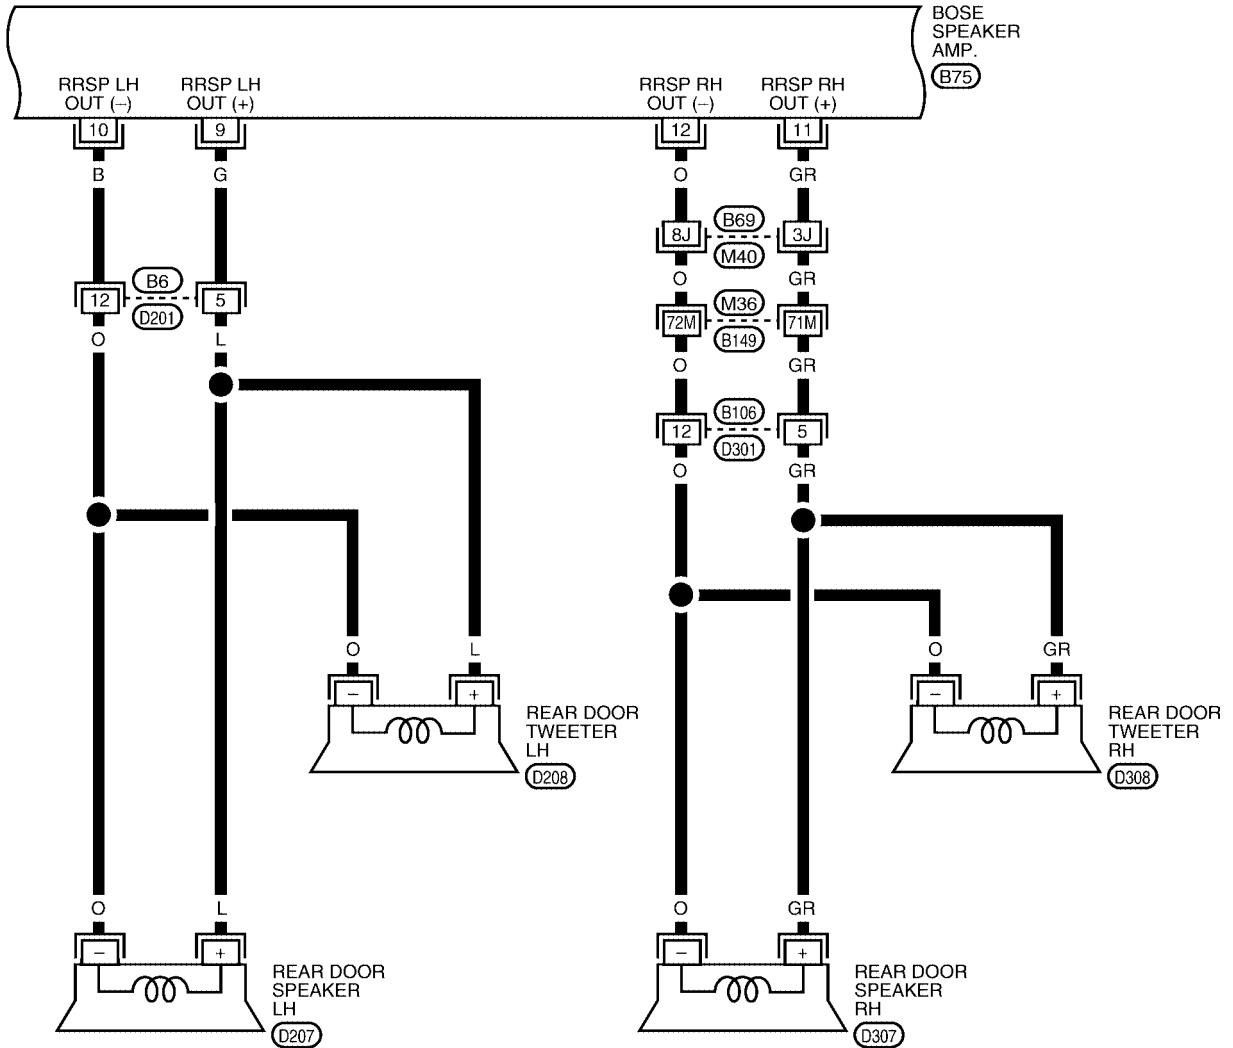 BOSE
SPEAKER
AMP.
B75
RRSP LH
OUT (–)
RRSP LH
OUT (+)
RRSP RH
OUT (–)
RRSP RH
OUT (+)
10
9
12
11
B
G
O
GR
8J
B69
3J
M40
O
GR
12
B6
5
D201
72M
M36
71M
B149
O
L
O
GR
12
B106
5
D301
O
GR
O
L
O
GR
–
+
–
+
REAR DOOR
TWEETER
LH
D208
REAR DOOR
TWEETER
RH
D308
O
L
O
GR
–
+
–
+
REAR DOOR
SPEAKER
LH
D207
REAR DOOR
SPEAKER
RH
D307